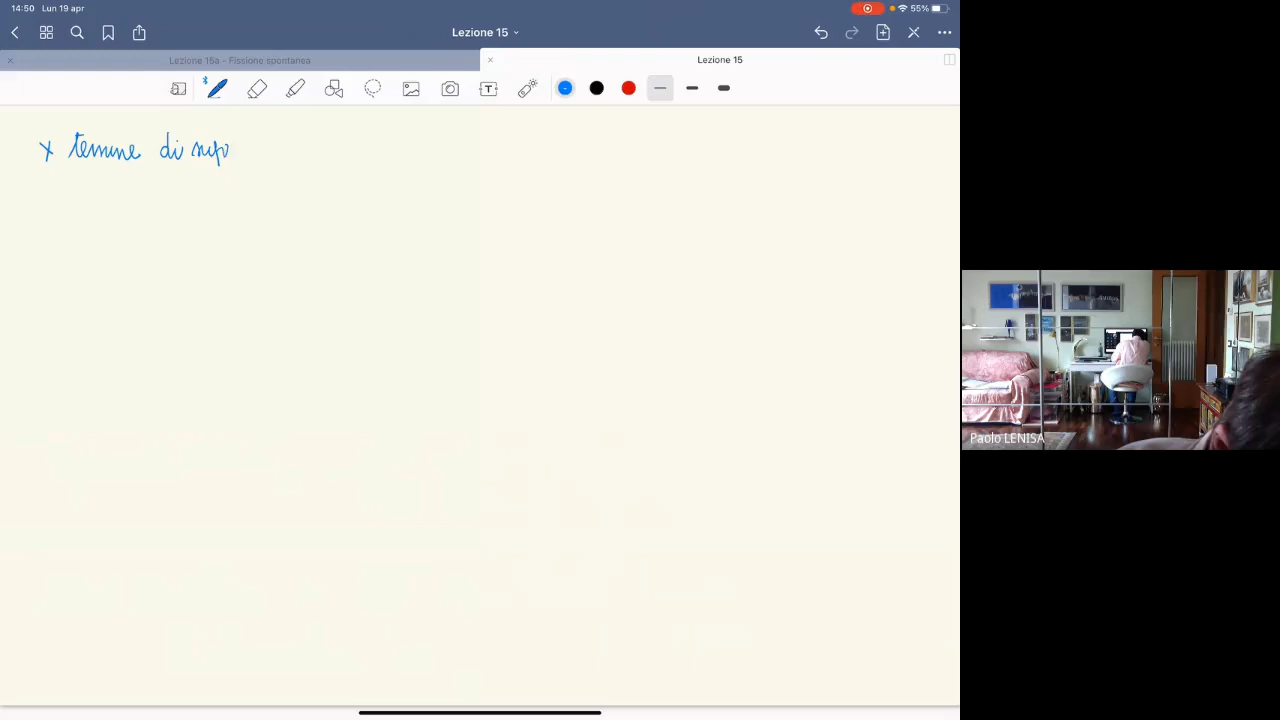 14:50 Lun 19 apr 55%
Lezione 15
Lezione 15a - Fissione spontanea Lezione 15
T
x termine di sup
Paolo LENISA